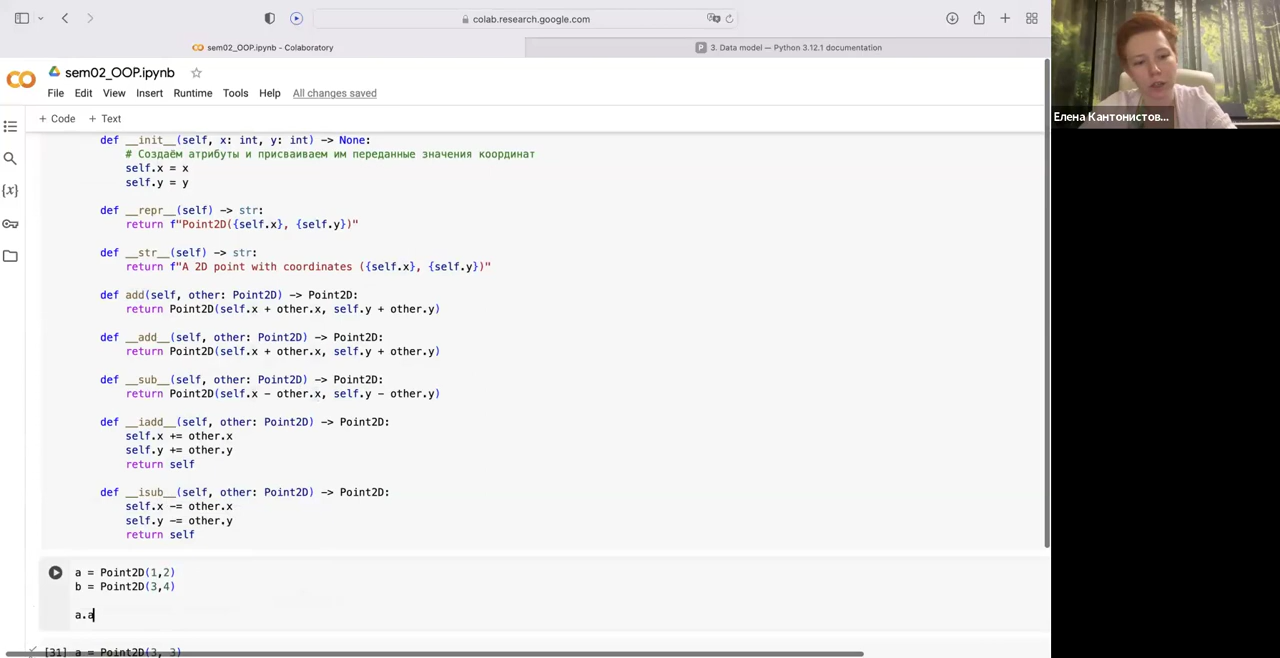 colab.research.google.com
sem02_OOP.ipynb - Colaboratory
3. Data model — Python 3.12.1 documentation
sem02_OOP.ipynb
File Edit View Insert Runtime Tools Help All changes saved
+ Code + Text
def __init__(self, x: int, y: int) -> None:
# Создаём атрибуты и присваиваем им переданные значения координат
self.x = x
self.y = y
def __repr__(self) -> str:
return f"Point2D({self.x}, {self.y})"
def __str__(self) -> str:
return f"A 2D point with coordinates ({self.x}, {self.y})"
def add(self, other: Point2D) -> Point2D:
return Point2D(self.x + other.x, self.y + other.y)
def __add__(self, other: Point2D) -> Point2D:
return Point2D(self.x + other.x, self.y + other.y)
def __sub__(self, other: Point2D) -> Point2D:
return Point2D(self.x - other.x, self.y - other.y)
def __iadd__(self, other: Point2D) -> Point2D:
self.x += other.x
self.y += other.y
return self
def __isub__(self, other: Point2D) -> Point2D:
self.x -= other.x
self.y -= other.y
return self
a = Point2D(1,2)
b = Point2D(3,4)
a.a
[31] a = Point2D(3, 3)
Елена Кантонистов...